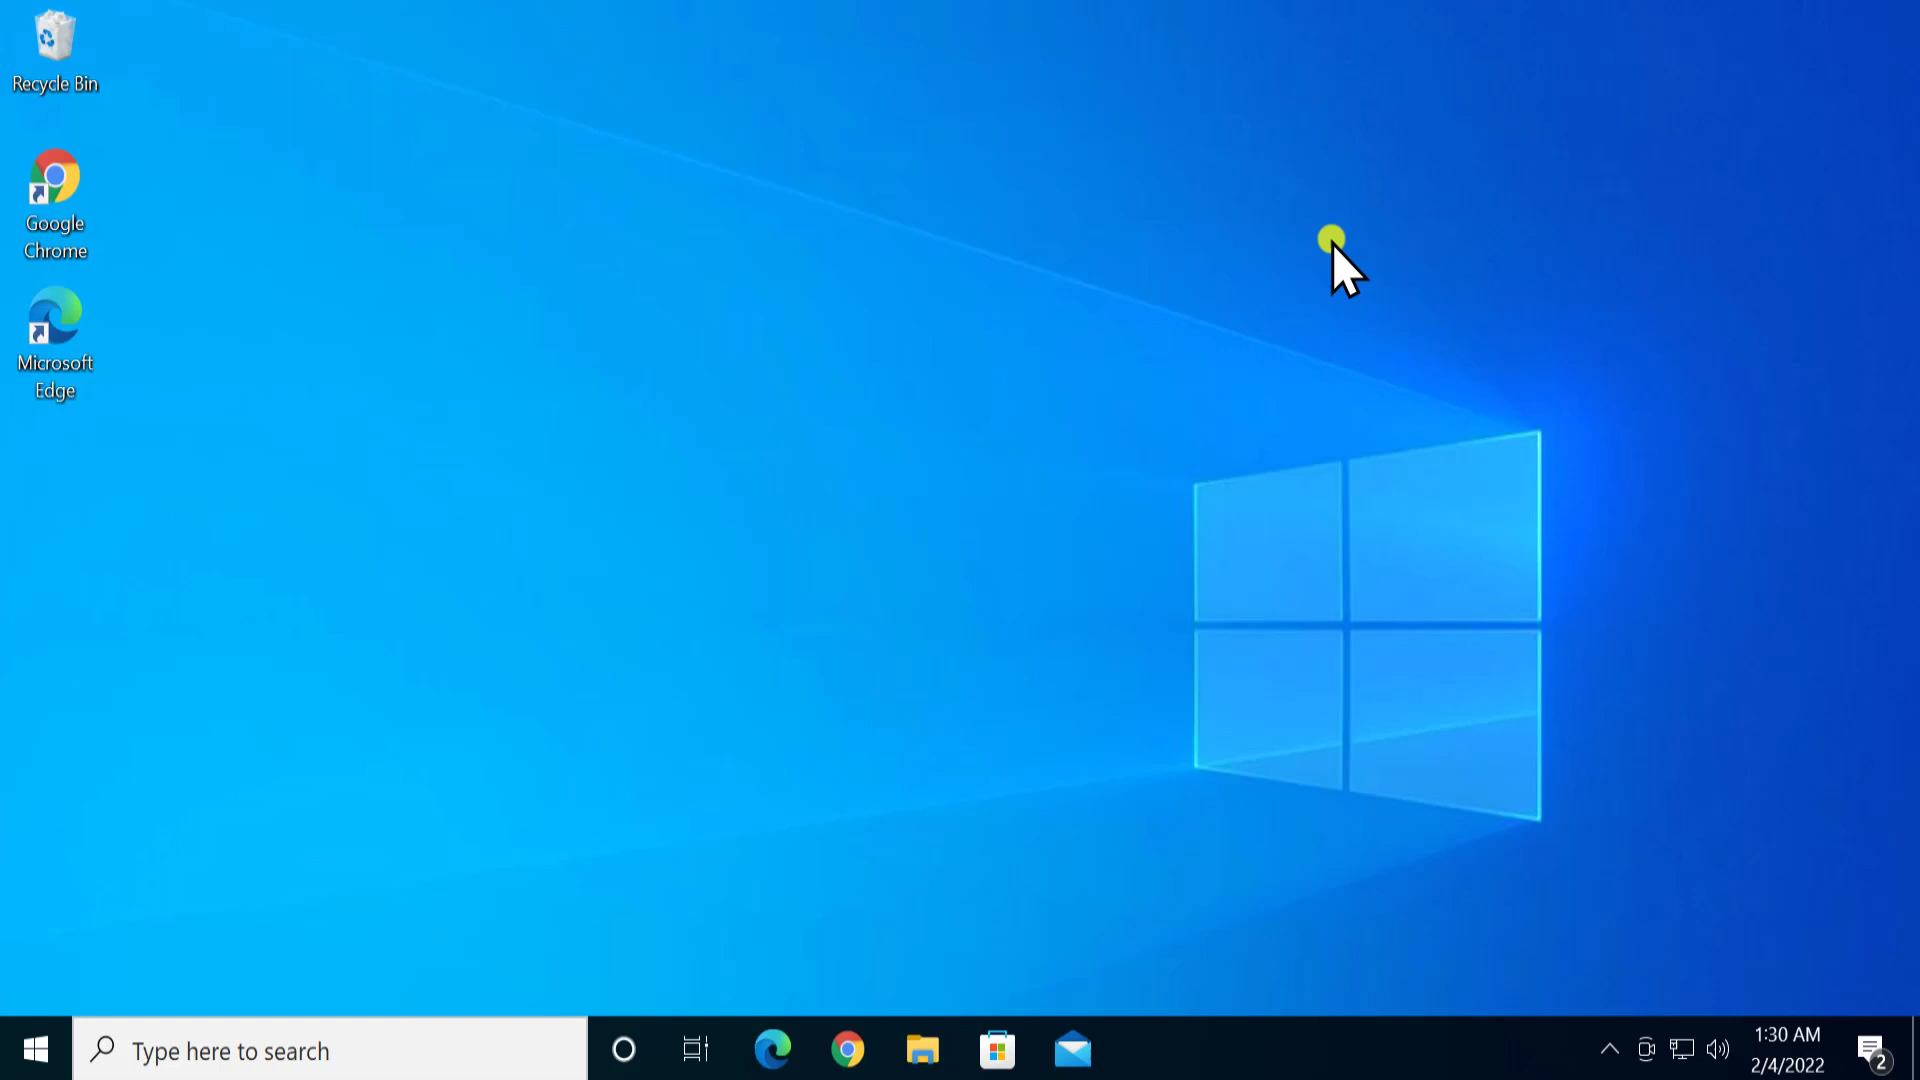 Recycle Bin
Google
Chrome
Microsoft
Edge
Type here to search
1:30 AM
2/4/2022
2